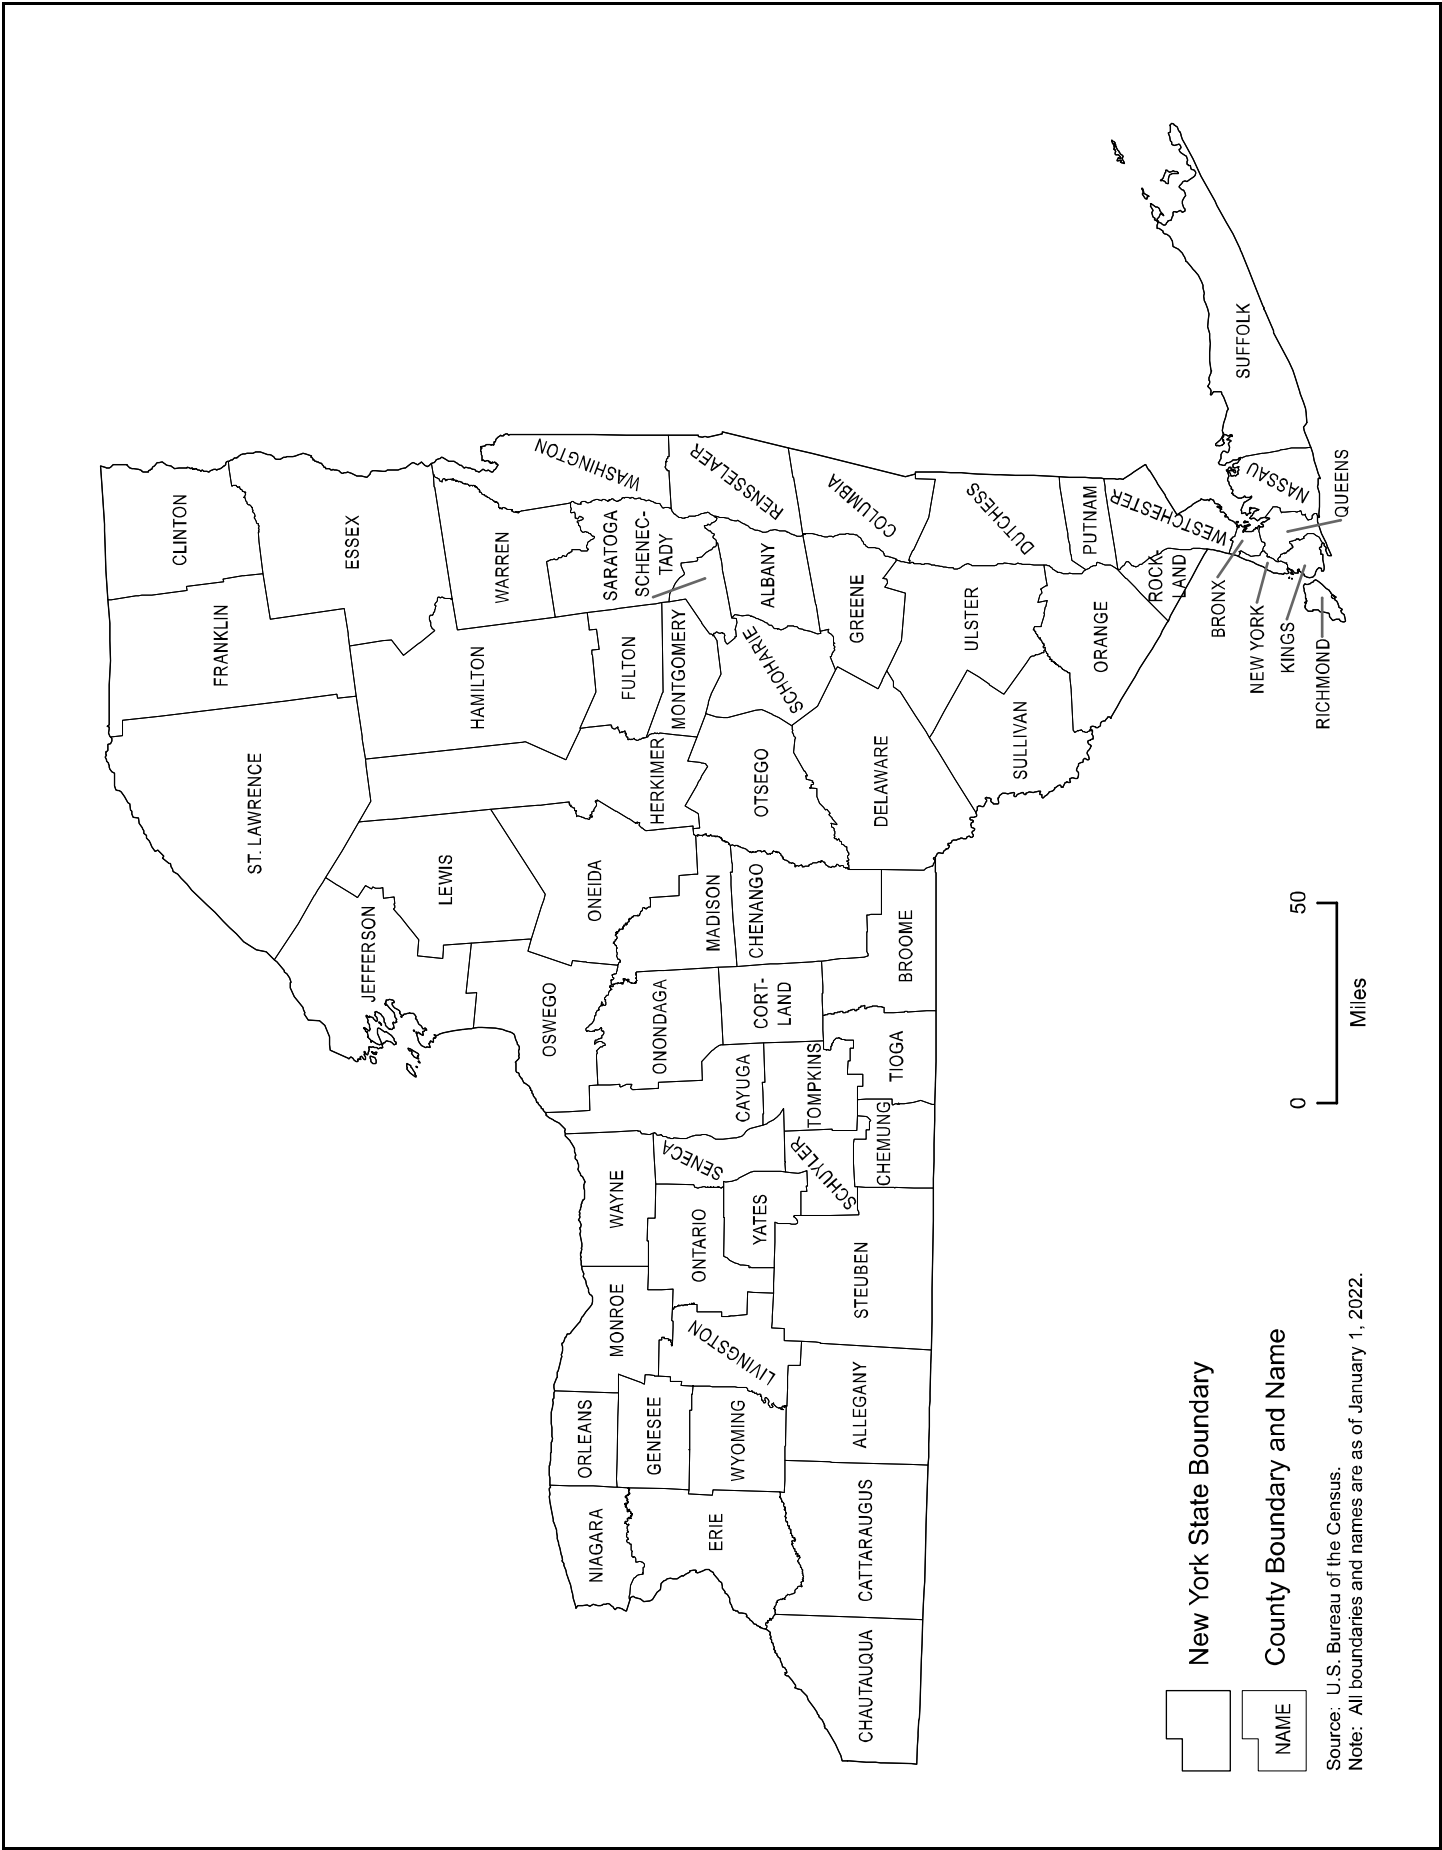 CLINTON
FRANKLIN
ST. LAWRENCE
ESSEX
JEFFERSON
LEWIS
HAMILTON
WARREN
WASHINGTON
HERKIMER
ONEIDA
OSWEGO
SARATOGA
FULTON
MONTGOMERY
SCHENEC-
TADY
RENSSELAER
ALBANY
SCHOHARIE
OTSEGO
MADISON
CHENANGO
ONONDAGA
CORT-
LAND
CAYUGA
TOMPKINS
SENECA
WAYNE
ONTARIO
YATES
SCHUYLER
CHEMUNG
TIOGA
BROOME
DELAWARE
GREENE
COLUMBIA
ULSTER
DUTCHESS
SULLIVAN
ORANGE
PUTNAM
ROCK-
LAND
WESTCHESTER
MONROE
LIVINGSTON
STEUBEN
ORLEANS
GENESEE
WYOMING
ALLEGANY
NIAGARA
ERIE
CATTARAUGUS
CHAUTAUQUA
SUFFOLK
NASSAU
QUEENS
BRONX
NEW YORK
KINGS
RICHMOND
0 50
Miles
New York State Boundary
NAME
County Boundary and Name
Source: U.S. Bureau of the Census.
Note: All boundaries and names are as of January 1, 2022.